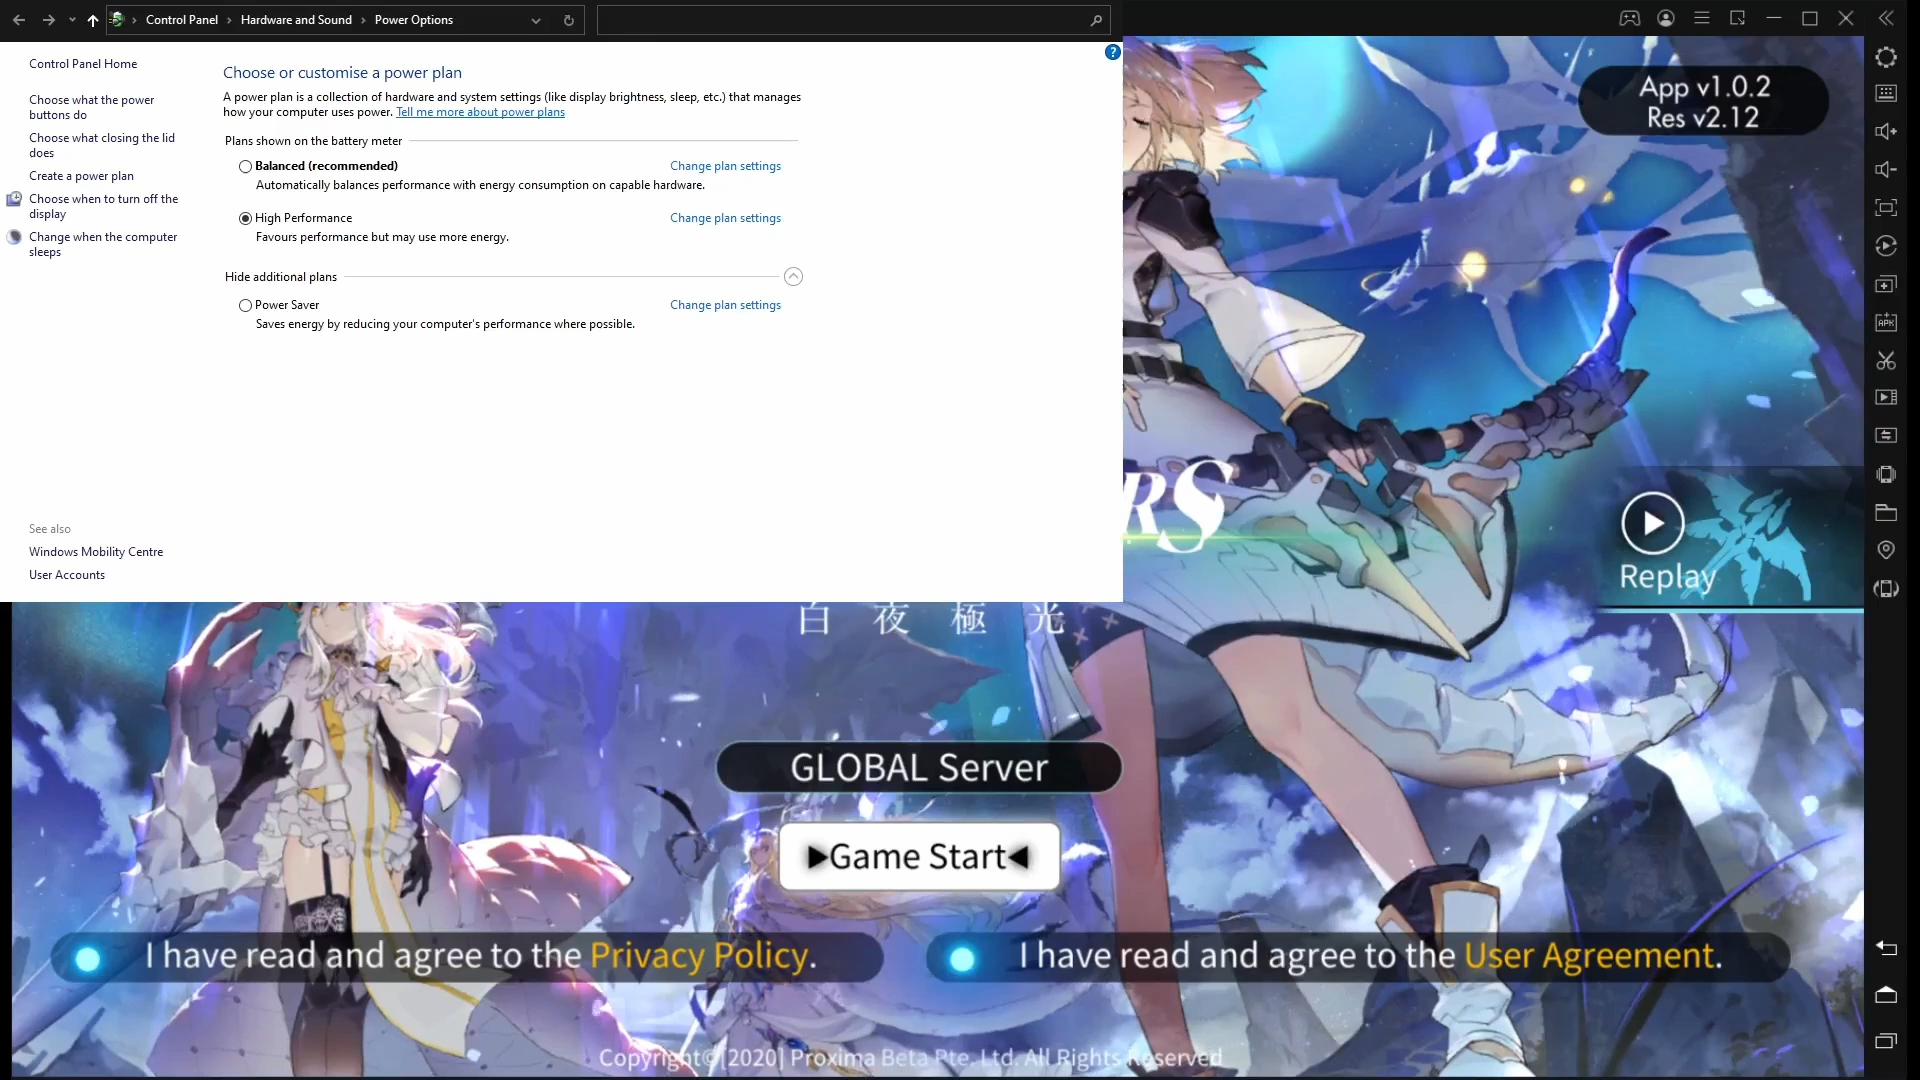 Control Panel › Hardware and Sound › Power Options
Control Panel Home
Choose what the power
buttons do
Choose what closing the lid
does
Create a power plan
Choose when to turn off the
display
Change when the computer
sleeps
See also
Windows Mobility Centre
User Accounts
?
Choose or customise a power plan
A power plan is a collection of hardware and system settings (like display brightness, sleep, etc.) that manages
how your computer uses power. Tell me more about power plans
Plans shown on the battery meter
Balanced (recommended) Change plan settings
Automatically balances performance with energy consumption on capable hardware.
High Performance Change plan settings
Favours performance but may use more energy.
Hide additional plans
Power Saver Change plan settings
Saves energy by reducing your computer's performance where possible.
App v1.0.2
Res v2.12
APK
RS
Replay
白夜極光
GLOBAL Server
▶Game Start◀
I have read and agree to the Privacy Policy.
I have read and agree to the User Agreement.
Copyright©[2020] Proxima Beta Pte. Ltd. All Rights Reserved